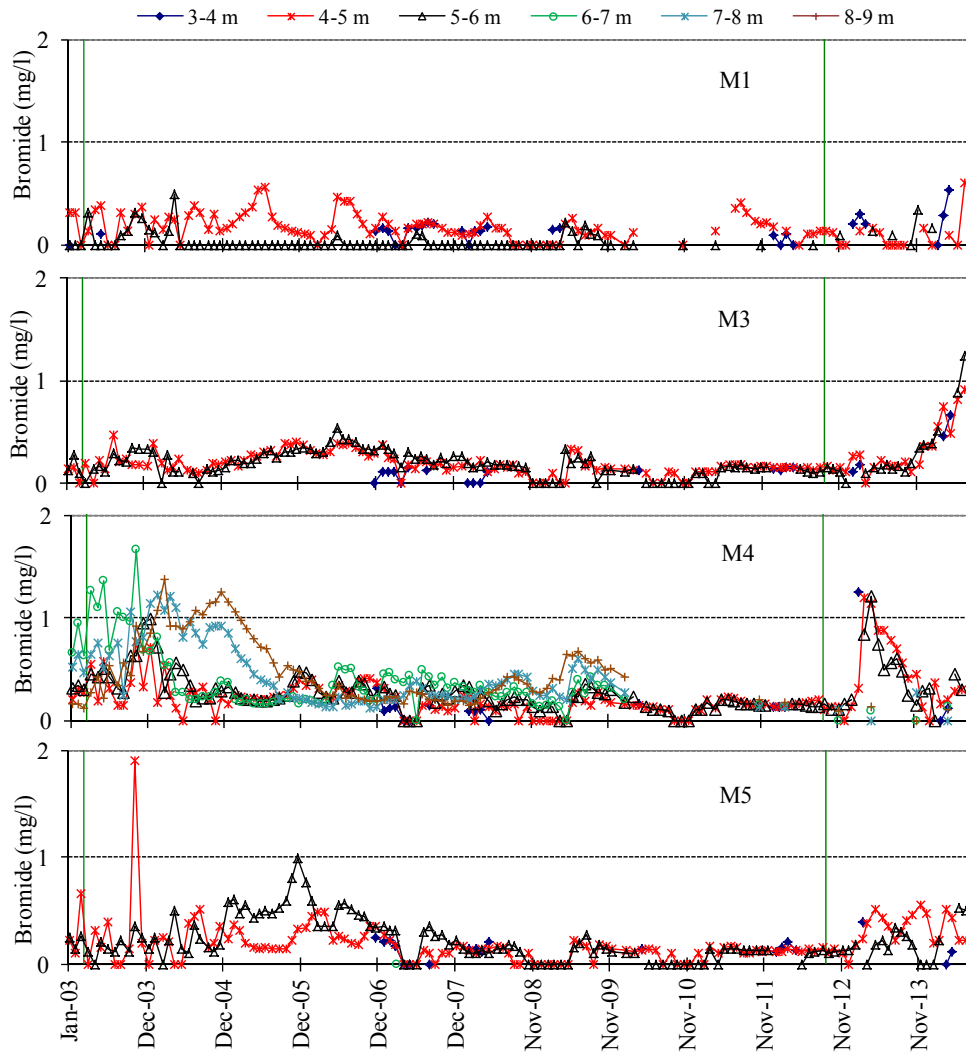 3-4 m 4-5 m 5-6 m 6-7 m 7-8 m 8-9 m
2
M1
Bromide (mg/l)
1
0
2
M3
Bromide (mg/l)
1
0
2
M4
Bromide (mg/l)
1
0
2
M5
Bromide (mg/l)
1
0
Jan-03 Dec-03 Dec-04 Dec-05 Dec-06 Dec-07 Nov-08 Nov-09 Nov-10 Nov-11 Nov-12 Nov-13